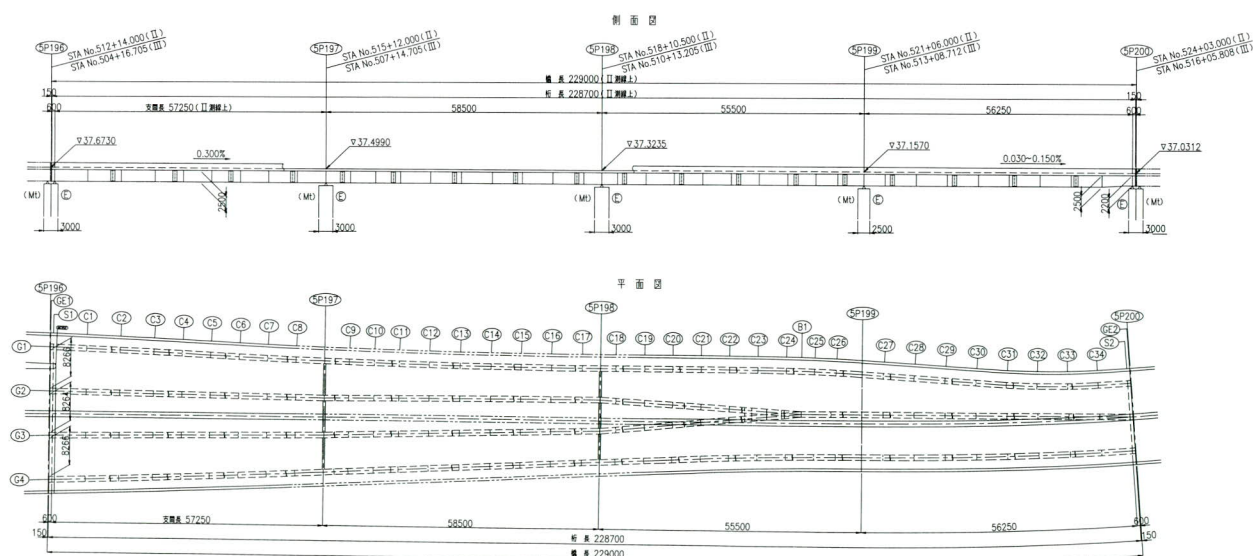 側面図
5P196
STA No.512+14.000(Ⅱ)
STA No.504+16.705(Ⅲ)
5P197
STA No.515+12.000(Ⅱ)
STA No.507+14.705(Ⅲ)
5P198
STA No.518+10.500(Ⅱ)
STA No.510+13.205(Ⅲ)
5P199
STA No.521+06.000(Ⅱ)
STA No.513+08.712(Ⅲ)
5P200
STA No.524+03.000(Ⅱ)
STA No.516+05.808(Ⅲ)
橋長 229000(Ⅱ測線上)
150 桁長 228700(Ⅱ測線上) 150
600 支間長 57250(Ⅱ測線上) 58500 55500 56250 600
▽37.6730 ▽37.4990 ▽37.3235 ▽37.1570 ▽37.0312
0.300% 0.030~0.150%
(Mt) Ⓔ (Mt) Ⓔ (Mt) Ⓔ (Mt) Ⓔ Ⓔ (Mt)
2500 2500 2200
3000 3000 3000 2500 3000
平面図
5P196 5P197 5P198 5P199 5P200
GE1 GE2
S1 C1 C2 C3 C4 C5 C6 C7 C8 C9 C10 C11 C12 C13 C14 C15 C16 C17 C18 C19 C20 C21 C22 C23 C24 B1 C25 C26 C27 C28 C29 C30 C31 C32 C33 C34 S2
G1
8266
G2
8264
G3
8266
G4
600 支間長 57250 58500 55500 56250 600
150 桁長 228700 150
橋長 229000